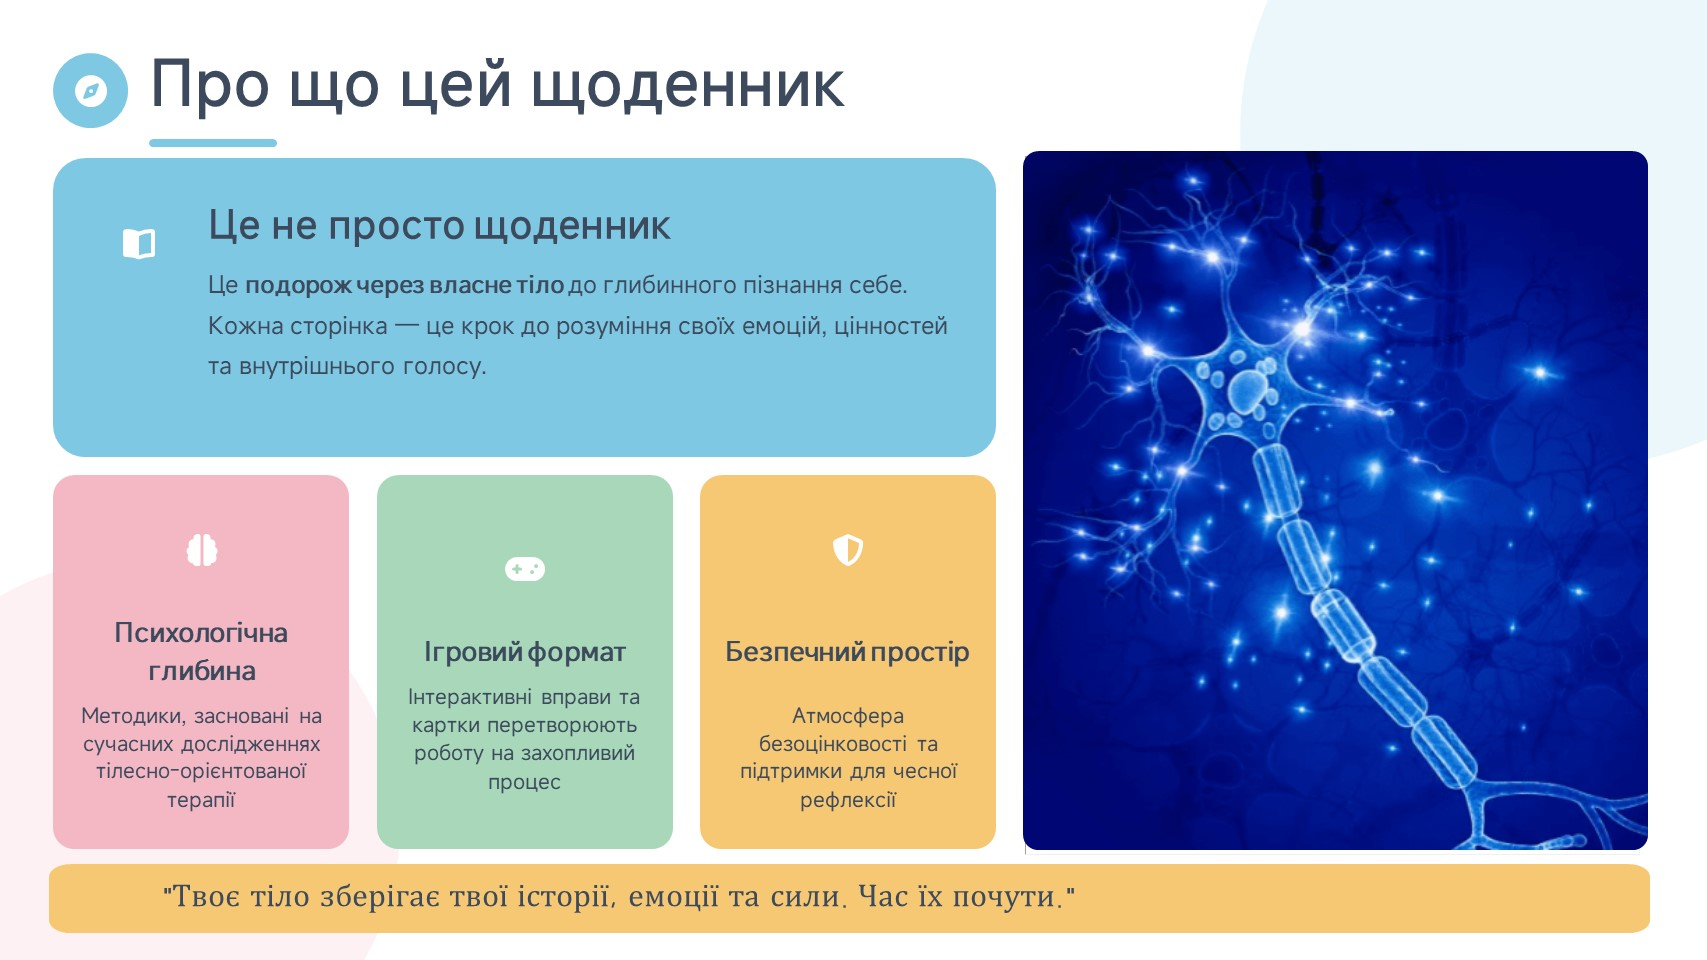 Про що цей щоденник
Це не просто щоденник
Це подорож через власне тіло до глибинного пізнання себе.
Кожна сторінка — це крок до розуміння своїх емоцій, цінностей
та внутрішнього голосу.
Психологічна
глибина
Методики, засновані на
сучасних дослідженнях
тілесно-орієнтованої
терапії
Ігровий формат
Інтерактивні вправи та
картки перетворюють
роботу на захопливий
процес
Безпечний простір
Атмосфера
безоцінковості та
підтримки для чесної
рефлексії
"Твоє тіло зберігає твої історії, емоції та сили. Час їх почути."